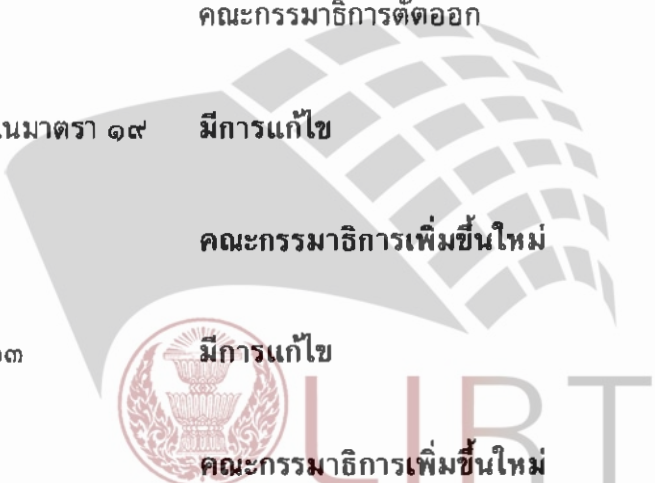 คณะกรรมาธิการตัดออก
ในมาตรา ๑๙ มีการแก้ไข
คณะกรรมาธิการเพิ่มขึ้นใหม่
๓ มีการแก้ไข
คณะกรรมาธิการเพิ่มขึ้นใหม่